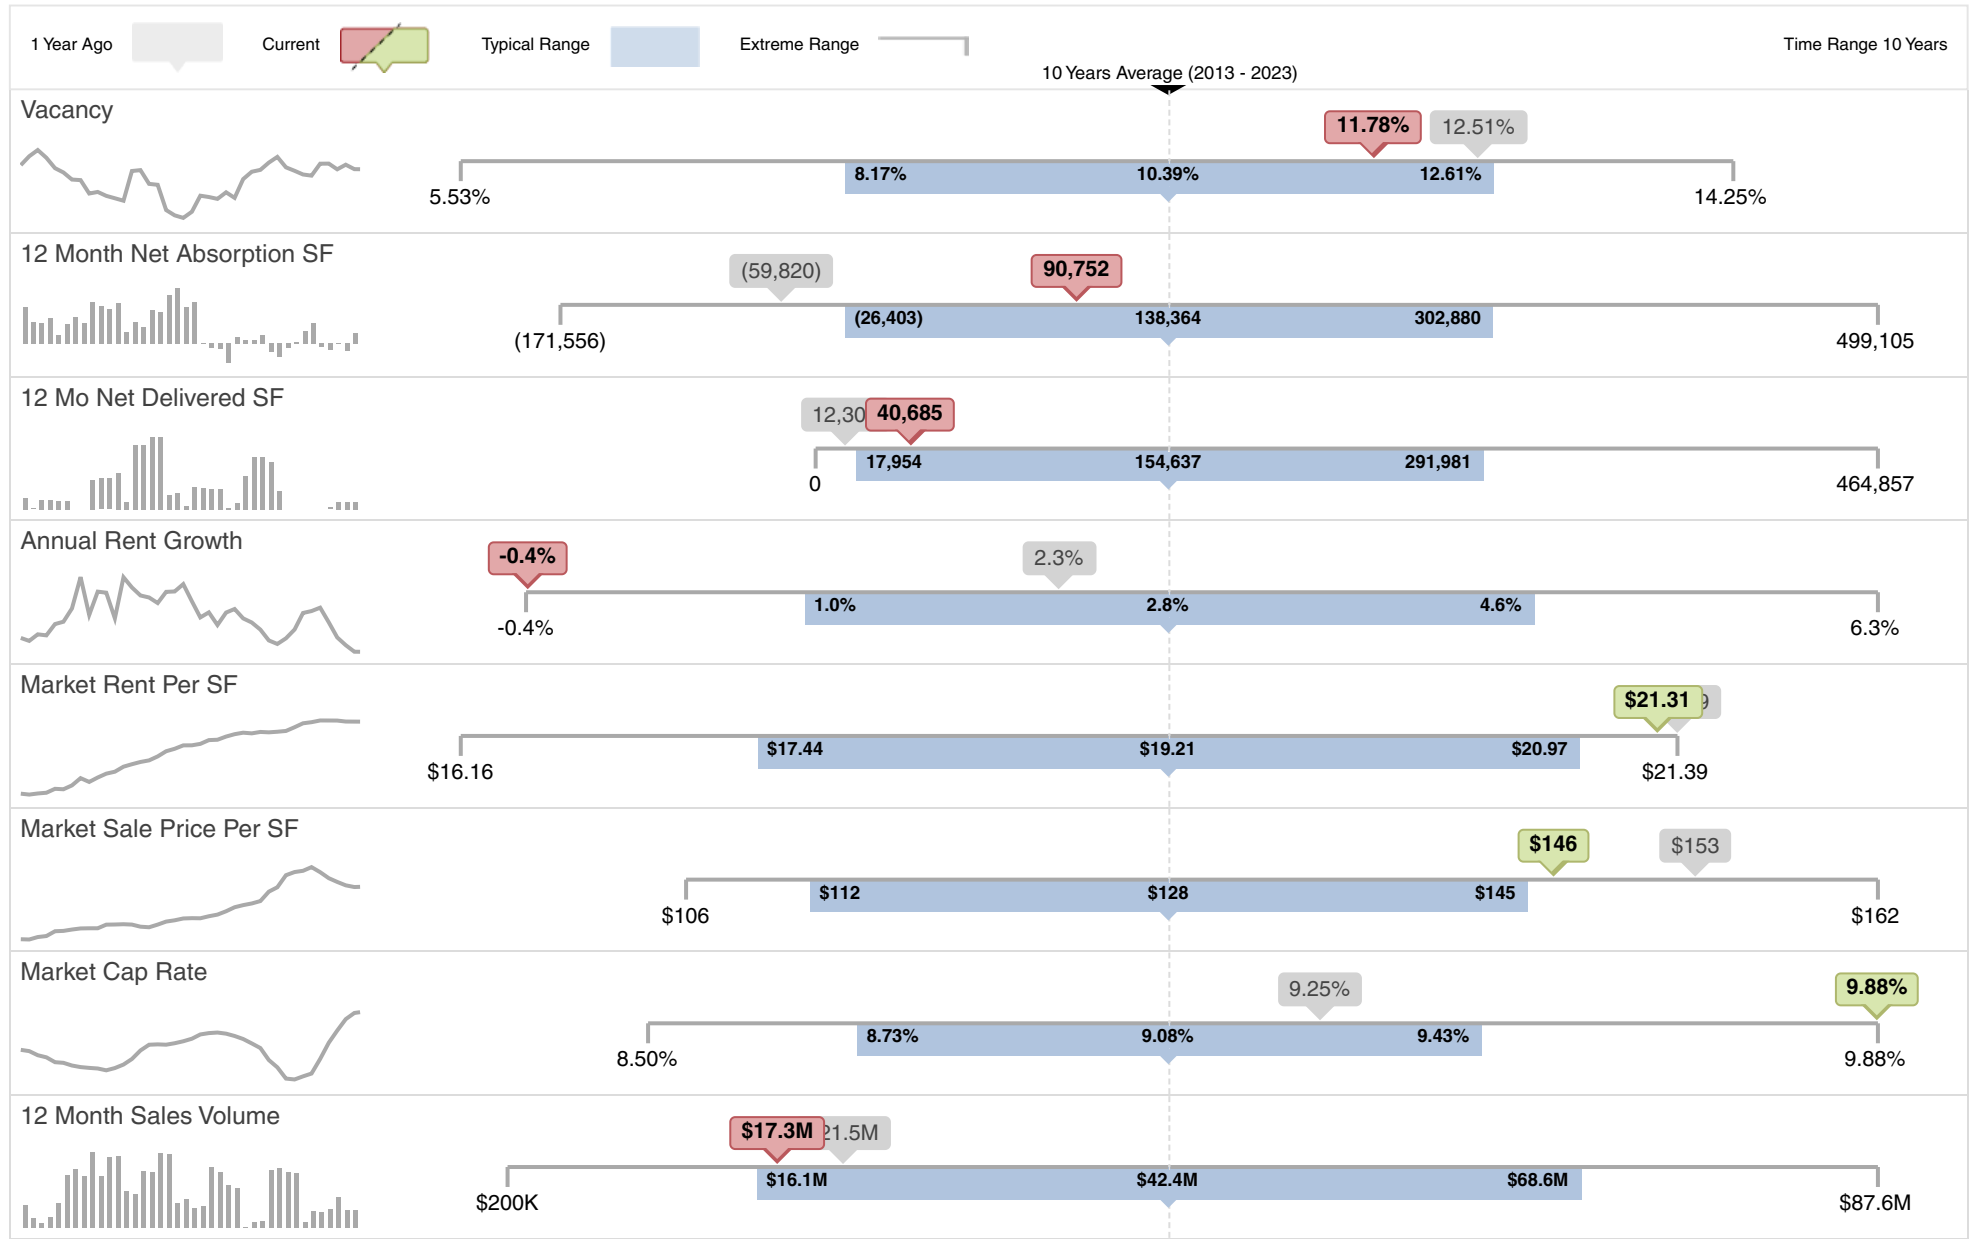 1 Year Ago Current Typical Range Extreme Range Time Range 10 Years
10 Years Average (2013 - 2023)
Vacancy
11.78% 12.51%
8.17% 10.39% 12.61%
5.53% 14.25%
12 Month Net Absorption SF
(59,820) 90,752
(26,403) 138,364 302,880
(171,556) 499,105
12 Mo Net Delivered SF
12,30 40,685
17,954 154,637 291,981
0 464,857
Annual Rent Growth
-0.4% 2.3%
1.0% 2.8% 4.6%
-0.4% 6.3%
Market Rent Per SF
$21.31
$17.44 $19.21 $20.97
$16.16 $21.39
Market Sale Price Per SF
$146 $153
$112 $128 $145
$106 $162
Market Cap Rate
9.25% 9.88%
8.73% 9.08% 9.43%
8.50% 9.88%
12 Month Sales Volume
$17.3M 21.5M
$16.1M $42.4M $68.6M
$200K $87.6M